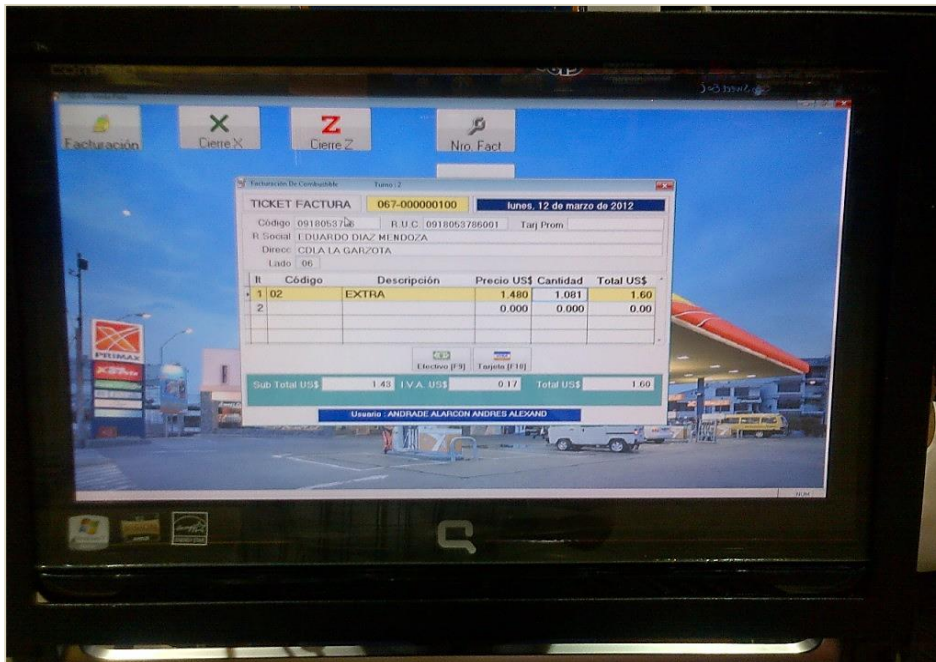 Facturación
Cierre X
Z
Cierre Z
Nro. Fact
Facturación De Combustible Turno : 2
TICKET FACTURA 067-000000100 lunes, 12 de marzo de 2012
Código 0918053786 R.U.C. 0918053786001 Tarj Prom
R.Social EDUARDO DIAZ MENDOZA
Direcc CDLA LA GARZOTA
Lado 06
It Código Descripción Precio US$ Cantidad Total US$
1 02 EXTRA 1.480 1.081 1.60
2 0.000 0.000 0.00
Efectivo [F9] Tarjeta [F10]
Sub Total US$ 1.43 I.V.A. US$ 0.17 Total US$ 1.60
Usuario : ANDRADE ALARCON ANDRES ALEXAND
PRIMAX
NUM